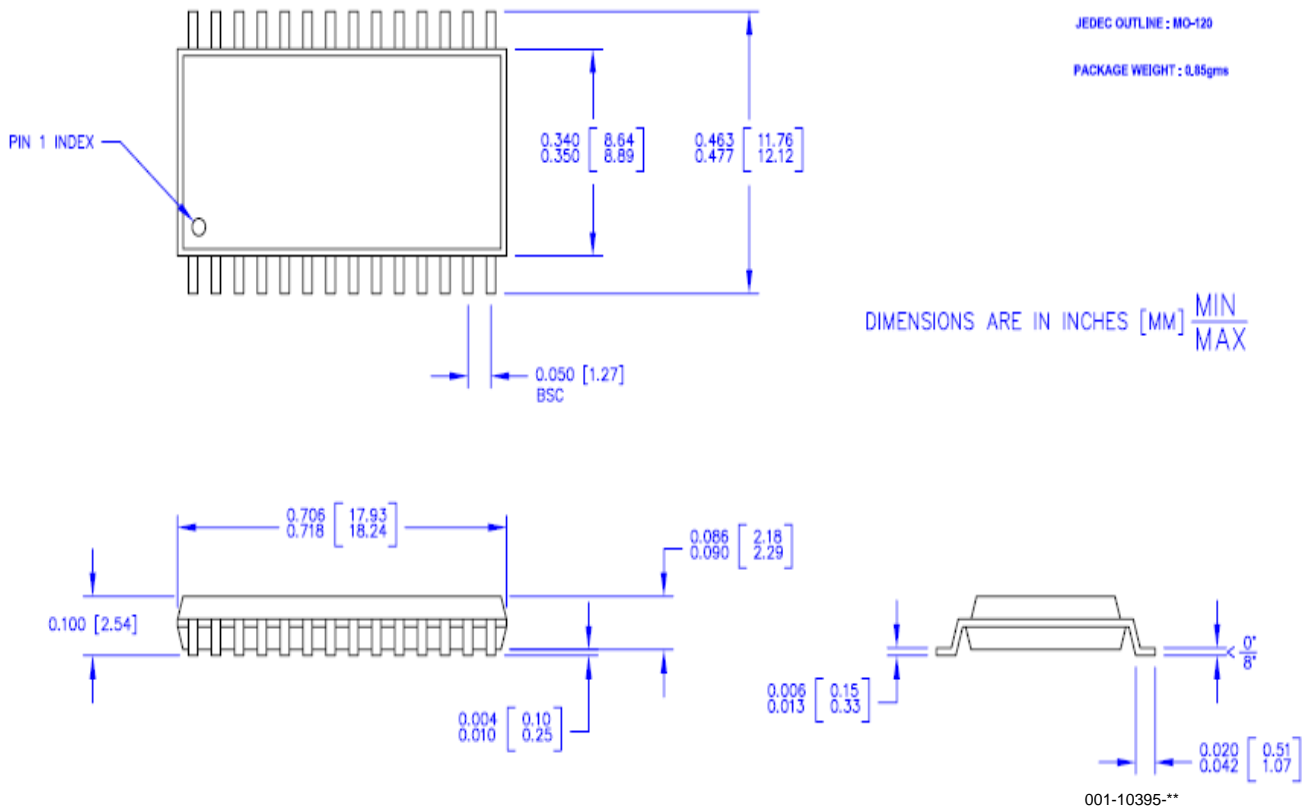 JEDEC OUTLINE : MO-120
PACKAGE WEIGHT : 0.85gms
PIN 1 INDEX
0.340 [ 8.64
0.350 [ 8.89 ]
0.463 [ 11.76
0.477 [ 12.12 ]
DIMENSIONS ARE IN INCHES [MM] MIN
MAX
0.050 [1.27]
BSC
0.706 [ 17.93
0.718 [ 18.24 ]
0.086 [ 2.18
0.090 [ 2.29 ]
0.100 [2.54]
0.004 [ 0.10
0.010 [ 0.25 ]
0.006 [ 0.15
0.013 [ 0.33 ]
< 0°
8°
0.020 [ 0.51
0.042 [ 1.07 ]
001-10395-**